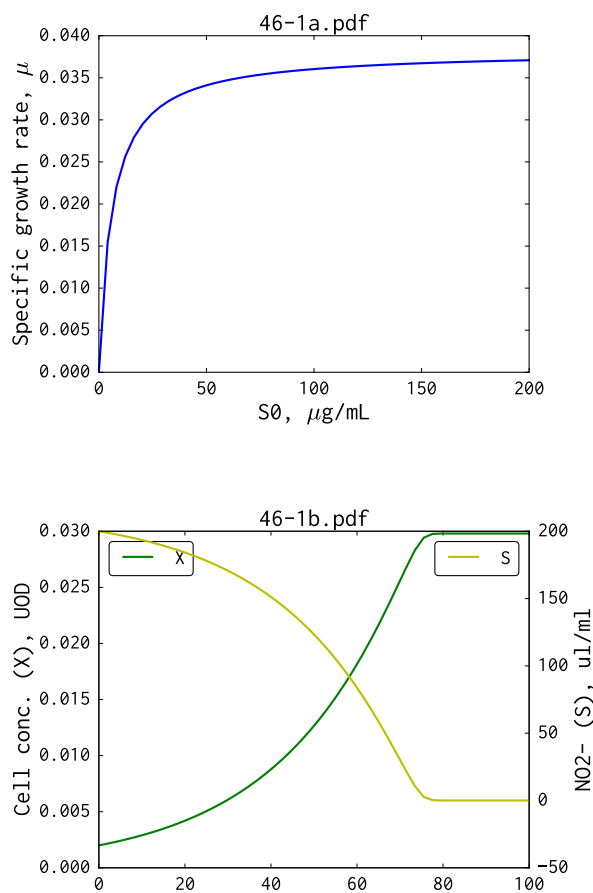 46-1a.pdf
Specific growth rate, μ
0.040
0.035
0.030
0.025
0.020
0.015
0.010
0.005
0.000
0 50 100 150 200
S0, μg/mL
46-1b.pdf
Cell conc. (X), UOD
0.030
0.025
0.020
0.015
0.010
0.005
0.000
X
S
200
150
100
50
0
−50
NO2- (S), ul/ml
0 20 40 60 80 100